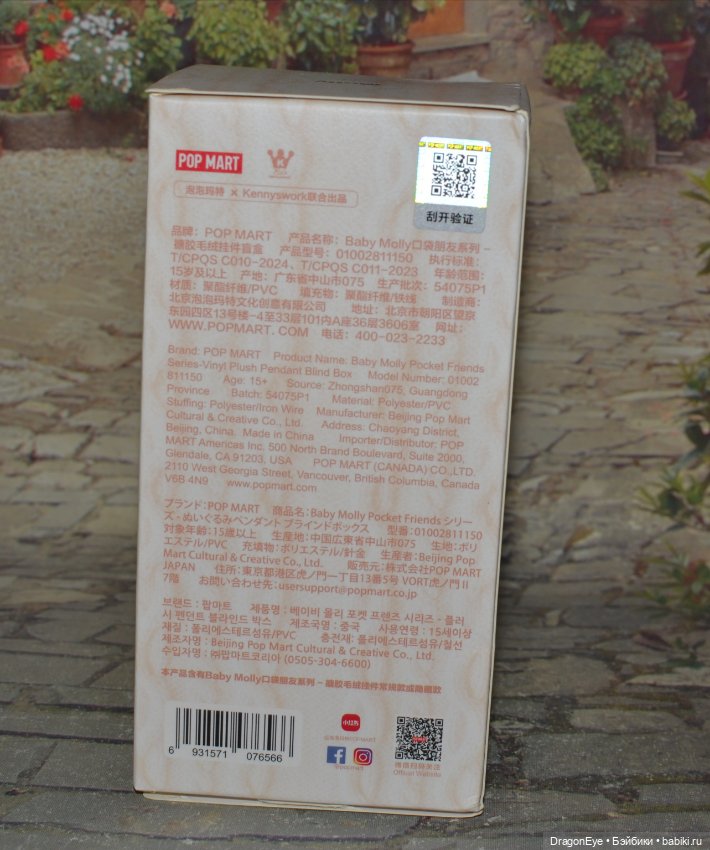 POP MART
泡泡玛特 × Kennyswork联合出品
刮开验证
品牌：POP MART 产品名称：Baby Molly口袋朋友系列－
搪胶毛绒挂件盲盒 产品型号：01002811150 执行标准：
T/CPQS C010-2024、T/CPQS C011-2023 年龄范围：
15岁及以上 产地：广东省中山市075 生产批次：54075P1
材质：聚酯纤维/PVC 填充物：聚酯纤维/铁线 制造商：
北京泡泡玛特文化创意有限公司 地址：北京市朝阳区望京
东园四区13号楼-4至33层101内A座36层3606室 网址：
WWW.POPMART.COM 电话：400-023-2233
Brand: POP MART Product Name: Baby Molly Pocket Friends
Series-Vinyl Plush Pendant Blind Box Model Number: 01002
811150 Age: 15+ Source: Zhongshan075, Guangdong
Province Batch: 54075P1 Material: Polyester/PVC
Stuffing: Polyester/Iron Wire Manufacturer: Beijing Pop Mart
Cultural & Creative Co., Ltd. Address: Chaoyang District,
Beijing, China. Made in China Importer/Distributor: POP
MART Americas Inc. 500 North Brand Boulevard, Suite 2000,
Glendale, CA 91203, USA POP MART (CANADA) CO.,LTD.
2110 West Georgia Street, Vancouver, British Columbia, Canada
V6B 4N9 www.popmart.com
ブランド：POP MART 商品名：Baby Molly Pocket Friends シリー
ズ - ぬいぐるみペンダント ブラインドボックス 型番：01002811150
対象年齢：15歳以上 生産地：中国広東省中山市075 生地：ポリ
エステル/PVC 充填物：ポリエステル/針金 生産者：Beijing Pop
Mart Cultural & Creative Co., Ltd. 販売元：株式会社POP MART
JAPAN 住所：東京都港区虎ノ門一丁目13番5号 VORT虎ノ門Ⅱ
7階 お問い合わせ先：usersupport@popmart.co.jp
브랜드 : 팝마트 제품명 : 베이비 몰리 포켓 프렌즈 시리즈 - 플러
시 펜던트 블라인드 박스 제조국명 : 중국 사용연령 : 15세이상
재질 : 폴리에스테르섬유/PVC 충전재: 폴리에스테르섬유/철선
제조자명 : Beijing Pop Mart Cultural & Creative Co., Ltd.
수입자명 : ㈜팝마트코리아 (0505-304-6600)
本产品含有Baby Molly口袋朋友系列－搪胶毛绒挂件常规款或隐藏款
6 931571 076566
小红书
@泡泡玛特POPMART
@popmart
微信扫码关注
Official Website
DragonEye • Бэйбики • babiki.ru